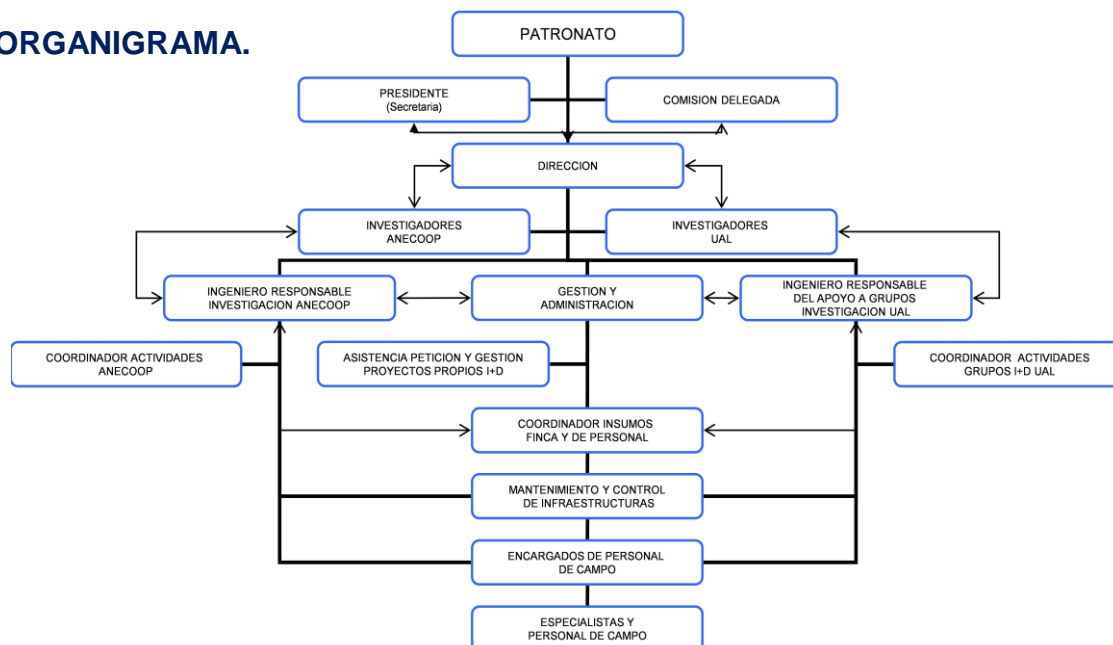 ORGANIGRAMA.
PATRONATO
PRESIDENTE
(Secretaria)
COMISION DELEGADA
DIRECCION
INVESTIGADORES
ANECOOP
INVESTIGADORES
UAL
INGENIERO RESPONSABLE
INVESTIGACION ANECOOP
GESTION Y
ADMINISTRACION
INGENIERO RESPONSABLE
DEL APOYO A GRUPOS
INVESTIGACION UAL
COORDINADOR ACTIVIDADES
ANECOOP
ASISTENCIA PETICION Y GESTION
PROYECTOS PROPIOS I+D
COORDINADOR ACTIVIDADES
GRUPOS I+D UAL
COORDINADOR INSUMOS
FINCA Y DE PERSONAL
MANTENIMIENTO Y CONTROL
DE INFRAESTRUCTURAS
ENCARGADOS DE PERSONAL
DE CAMPO
ESPECIALISTAS Y
PERSONAL DE CAMPO